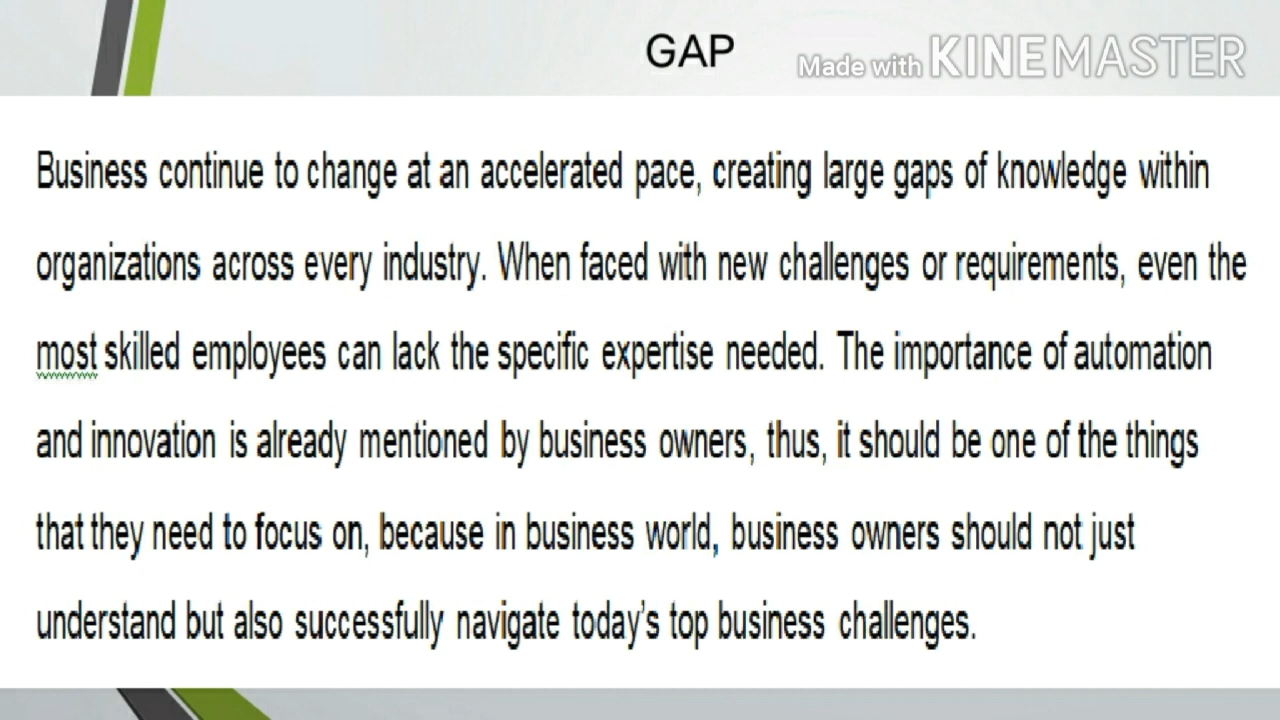 GAP
Made with KINEMASTER
Business continue to change at an accelerated pace, creating large gaps of knowledge within
organizations across every industry. When faced with new challenges or requirements, even the
most skilled employees can lack the specific expertise needed. The importance of automation
and innovation is already mentioned by business owners, thus, it should be one of the things
that they need to focus on, because in business world, business owners should not just
understand but also successfully navigate today's top business challenges.